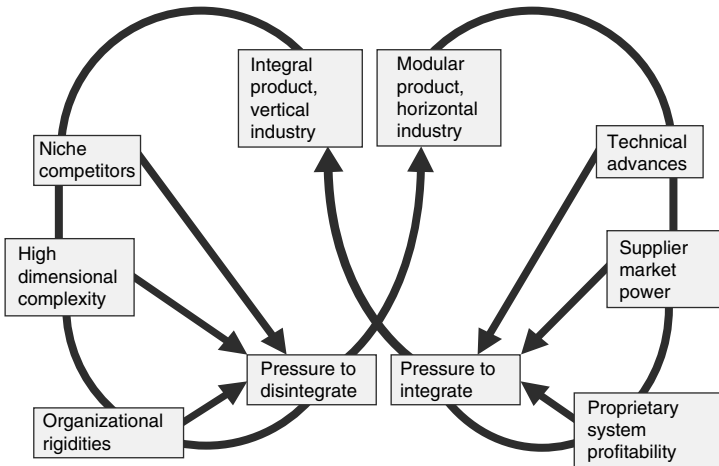 Integral
product,
vertical
industry
Modular
product,
horizontal
industry
Niche
competitors
Technical
advances
High
dimensional
complexity
Supplier
market
power
Pressure to
disintegrate
Pressure to
integrate
Organizational
rigidities
Proprietary
system
profitability